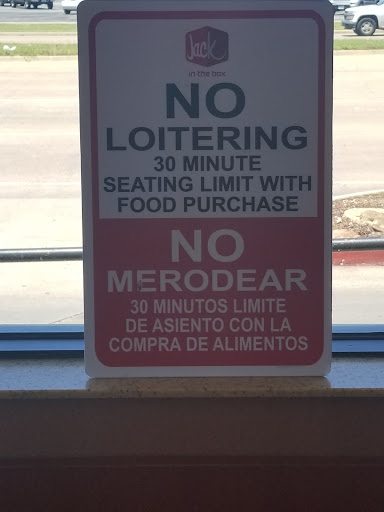 Jack
in the box
NO
LOITERING
30 MINUTE
SEATING LIMIT WITH
FOOD PURCHASE
NO
MERODEAR
30 MINUTOS LIMITE
DE ASIENTO CON LA
COMPRA DE ALIMENTOS